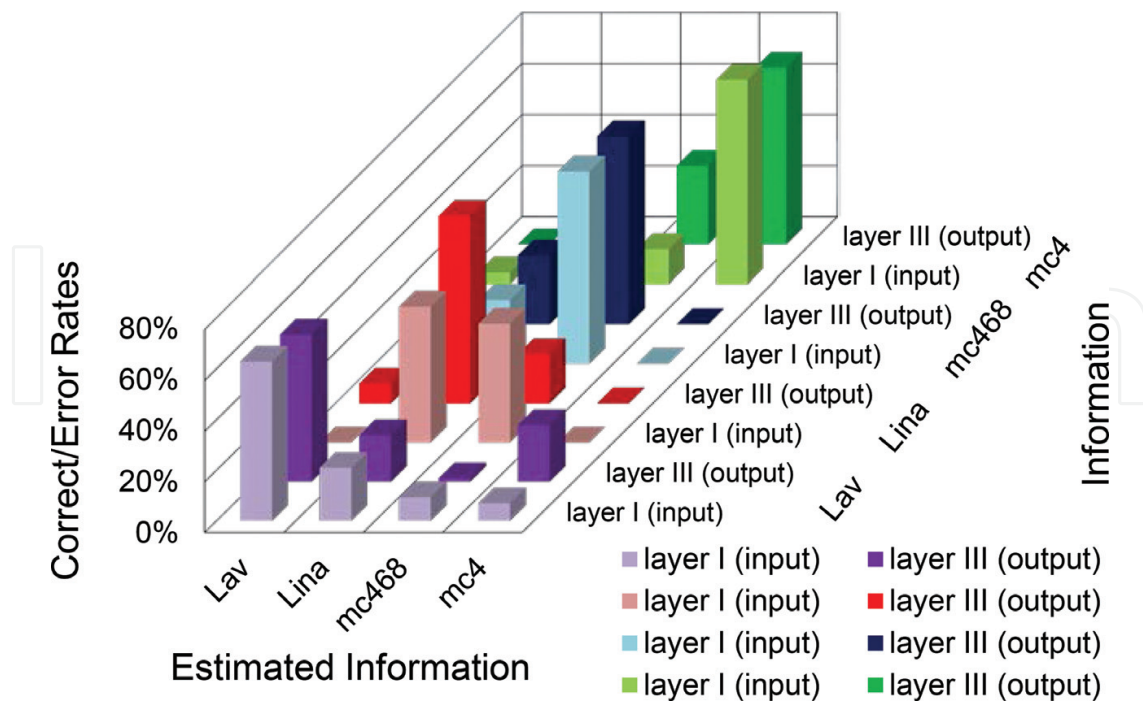 Correct/Error Rates
80%
60%
40%
20%
0%
Lav
Lina
mc468
mc4
Estimated Information
layer III (output)
layer I (input)
layer III (output)
layer I (input)
layer III (output)
layer I (input)
layer III (output)
layer I (input)
Lav
Lina
mc468
mc4
Information
layer I (input)
layer III (output)
layer I (input)
layer III (output)
layer I (input)
layer III (output)
layer I (input)
layer III (output)